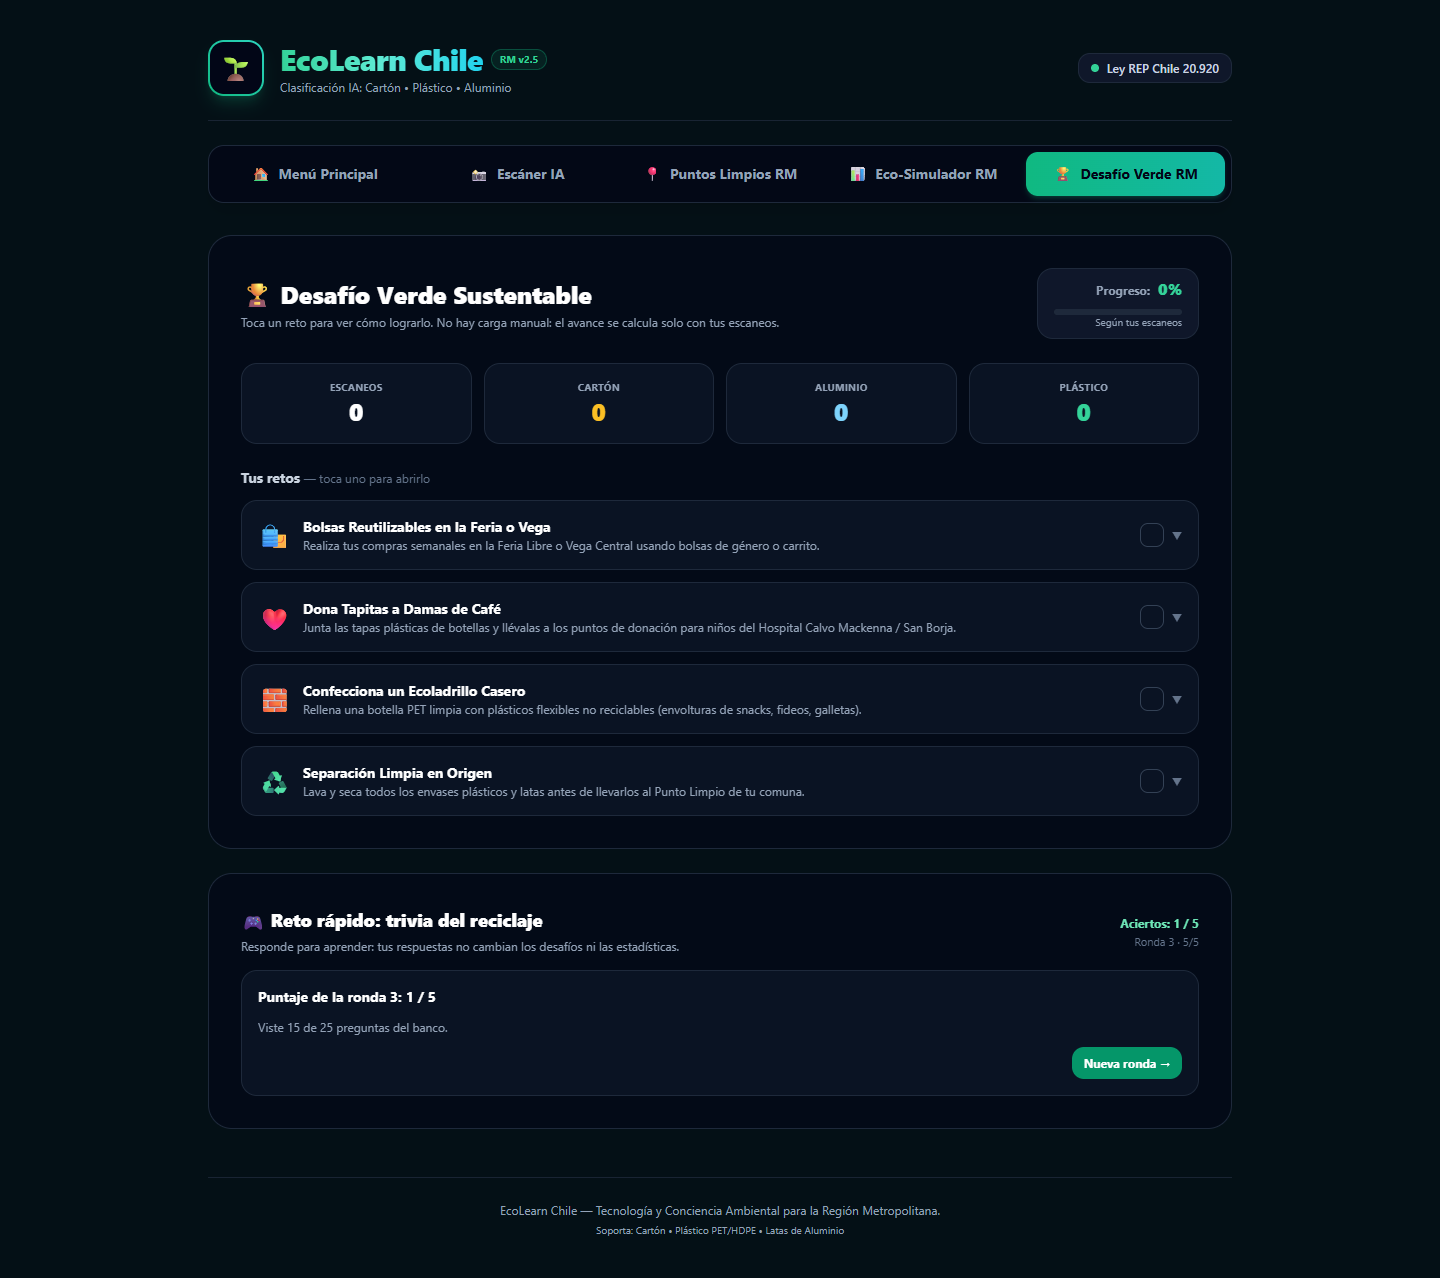 EcoLearn Chile RM v2.5
Clasificación IA: Cartón • Plástico • Aluminio
Ley REP Chile 20.920
Menú Principal
Escáner IA
Puntos Limpios RM
Eco-Simulador RM
Desafío Verde RM
Desafío Verde Sustentable
Toca un reto para ver cómo lograrlo. No hay carga manual: el avance se calcula solo con tus escaneos.
Progreso: 0%
Según tus escaneos
ESCANEOS
0
CARTÓN
0
ALUMINIO
0
PLÁSTICO
0
Tus retos — toca uno para abrirlo
Bolsas Reutilizables en la Feria o Vega
Realiza tus compras semanales en la Feria Libre o Vega Central usando bolsas de género o carrito.
Dona Tapitas a Damas de Café
Junta las tapas plásticas de botellas y llévalas a los puntos de donación para niños del Hospital Calvo Mackenna / San Borja.
Confecciona un Ecoladrillo Casero
Rellena una botella PET limpia con plásticos flexibles no reciclables (envolturas de snacks, fideos, galletas).
Separación Limpia en Origen
Lava y seca todos los envases plásticos y latas antes de llevarlos al Punto Limpio de tu comuna.
Reto rápido: trivia del reciclaje
Responde para aprender: tus respuestas no cambian los desafíos ni las estadísticas.
Aciertos: 1 / 5
Ronda 3 · 5/5
Puntaje de la ronda 3: 1 / 5
Viste 15 de 25 preguntas del banco.
Nueva ronda →
EcoLearn Chile — Tecnología y Conciencia Ambiental para la Región Metropolitana.
Soporta: Cartón • Plástico PET/HDPE • Latas de Aluminio